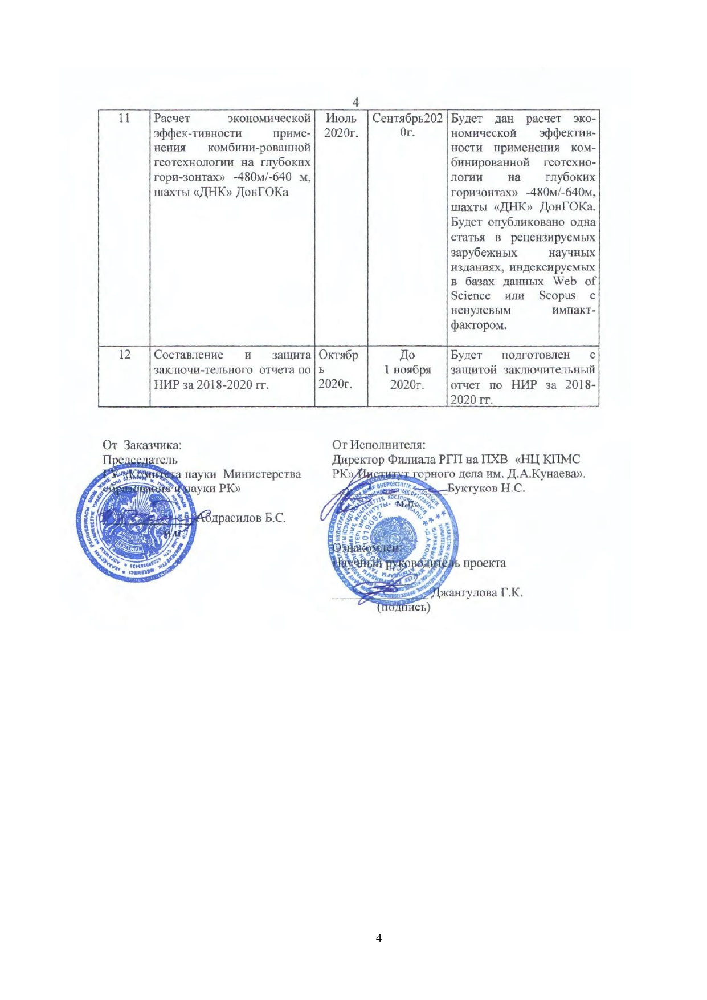 4
11
Расчет экономической
эффек-тивности приме-
нения комбини-рованной
геотехнологии на глубоких
гори-зонтах» -480м/-640 м,
шахты «ДНК» ДонГОКа
Июль
2020г.
Сентябрь202
0г.
Будет дан расчет эко-
номической эффектив-
ности применения ком-
бинированной геотехно-
логии на глубоких
горизонтах» -480м/-640м,
шахты «ДНК» ДонГОКа.
Будет опубликовано одна
статья в рецензируемых
зарубежных научных
изданиях, индексируемых
в базах данных Web of
Science или Scopus с
ненулевым импакт-
фактором.
12
Составление и защита
заключи-тельного отчета по
НИР за 2018-2020 гг.
Октябр
ь
2020г.
До
1 ноября
2020г.
Будет подготовлен с
защитой заключительный
отчет по НИР за 2018-
2020 гг.
От Заказчика:
Председатель
ГУ «Комитета науки Министерства
образования и науки РК»
Абдрасилов Б.С.
От Исполнителя:
Директор Филиала РГП на ПХВ «НЦ КПМС
РК» Институт горного дела им. Д.А.Кунаева».
Буктуков Н.С.
м.п.
Ознакомлен:
Научный руководитель проекта
Джангулова Г.К.
(подпись)
ҚАЗАҚСТАН
4